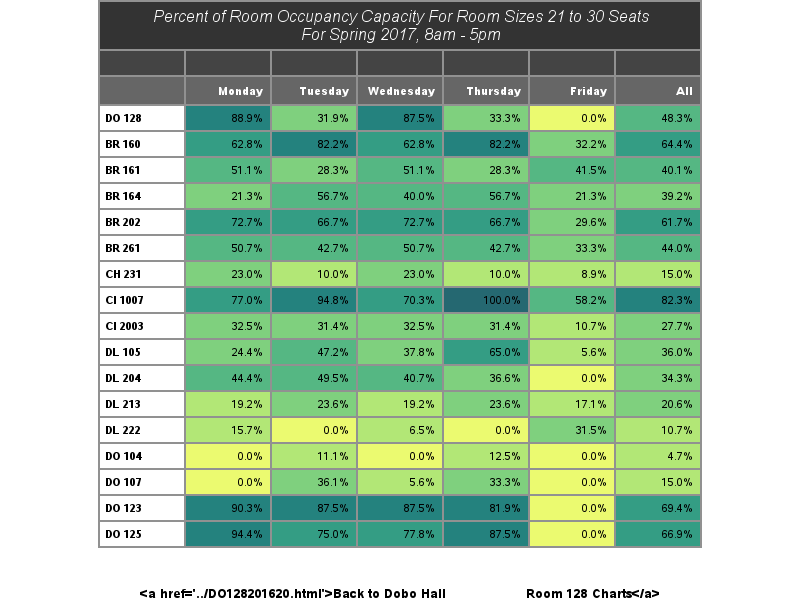 Percent of Room Occupancy Capacity For Room Sizes 21 to 30 Seats
For Spring 2017, 8am - 5pm
Monday Tuesday Wednesday Thursday Friday All
DO 128 88.9% 31.9% 87.5% 33.3% 0.0% 48.3%
BR 160 62.8% 82.2% 62.8% 82.2% 32.2% 64.4%
BR 161 51.1% 28.3% 51.1% 28.3% 41.5% 40.1%
BR 164 21.3% 56.7% 40.0% 56.7% 21.3% 39.2%
BR 202 72.7% 66.7% 72.7% 66.7% 29.6% 61.7%
BR 261 50.7% 42.7% 50.7% 42.7% 33.3% 44.0%
CH 231 23.0% 10.0% 23.0% 10.0% 8.9% 15.0%
CI 1007 77.0% 94.8% 70.3% 100.0% 58.2% 82.3%
CI 2003 32.5% 31.4% 32.5% 31.4% 10.7% 27.7%
DL 105 24.4% 47.2% 37.8% 65.0% 5.6% 36.0%
DL 204 44.4% 49.5% 40.7% 36.6% 0.0% 34.3%
DL 213 19.2% 23.6% 19.2% 23.6% 17.1% 20.6%
DL 222 15.7% 0.0% 6.5% 0.0% 31.5% 10.7%
DO 104 0.0% 11.1% 0.0% 12.5% 0.0% 4.7%
DO 107 0.0% 36.1% 5.6% 33.3% 0.0% 15.0%
DO 123 90.3% 87.5% 87.5% 81.9% 0.0% 69.4%
DO 125 94.4% 75.0% 77.8% 87.5% 0.0% 66.9%
<a href='../DO128201620.html'>Back to Dobo Hall Room 128 Charts</a>